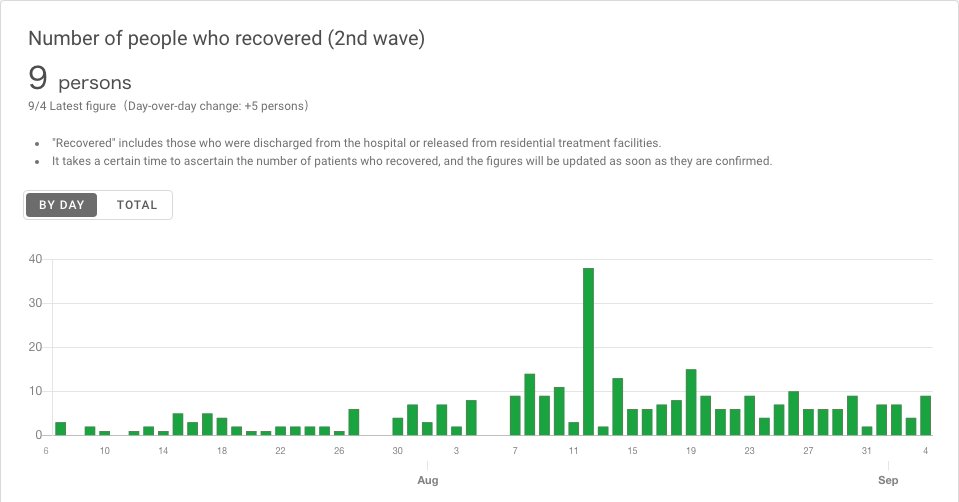 Number of people who recovered (2nd wave)
9 persons
9/4 Latest figure (Day-over-day change: +5 persons)
• "Recovered" includes those who were discharged from the hospital or released from residential treatment facilities.
• It takes a certain time to ascertain the number of patients who recovered, and the figures will be updated as soon as they are confirmed.
BY DAY TOTAL
40
30
20
10
0
6 10 14 18 22 26 30 3 7 11 15 19 23 27 31 4
Aug Sep